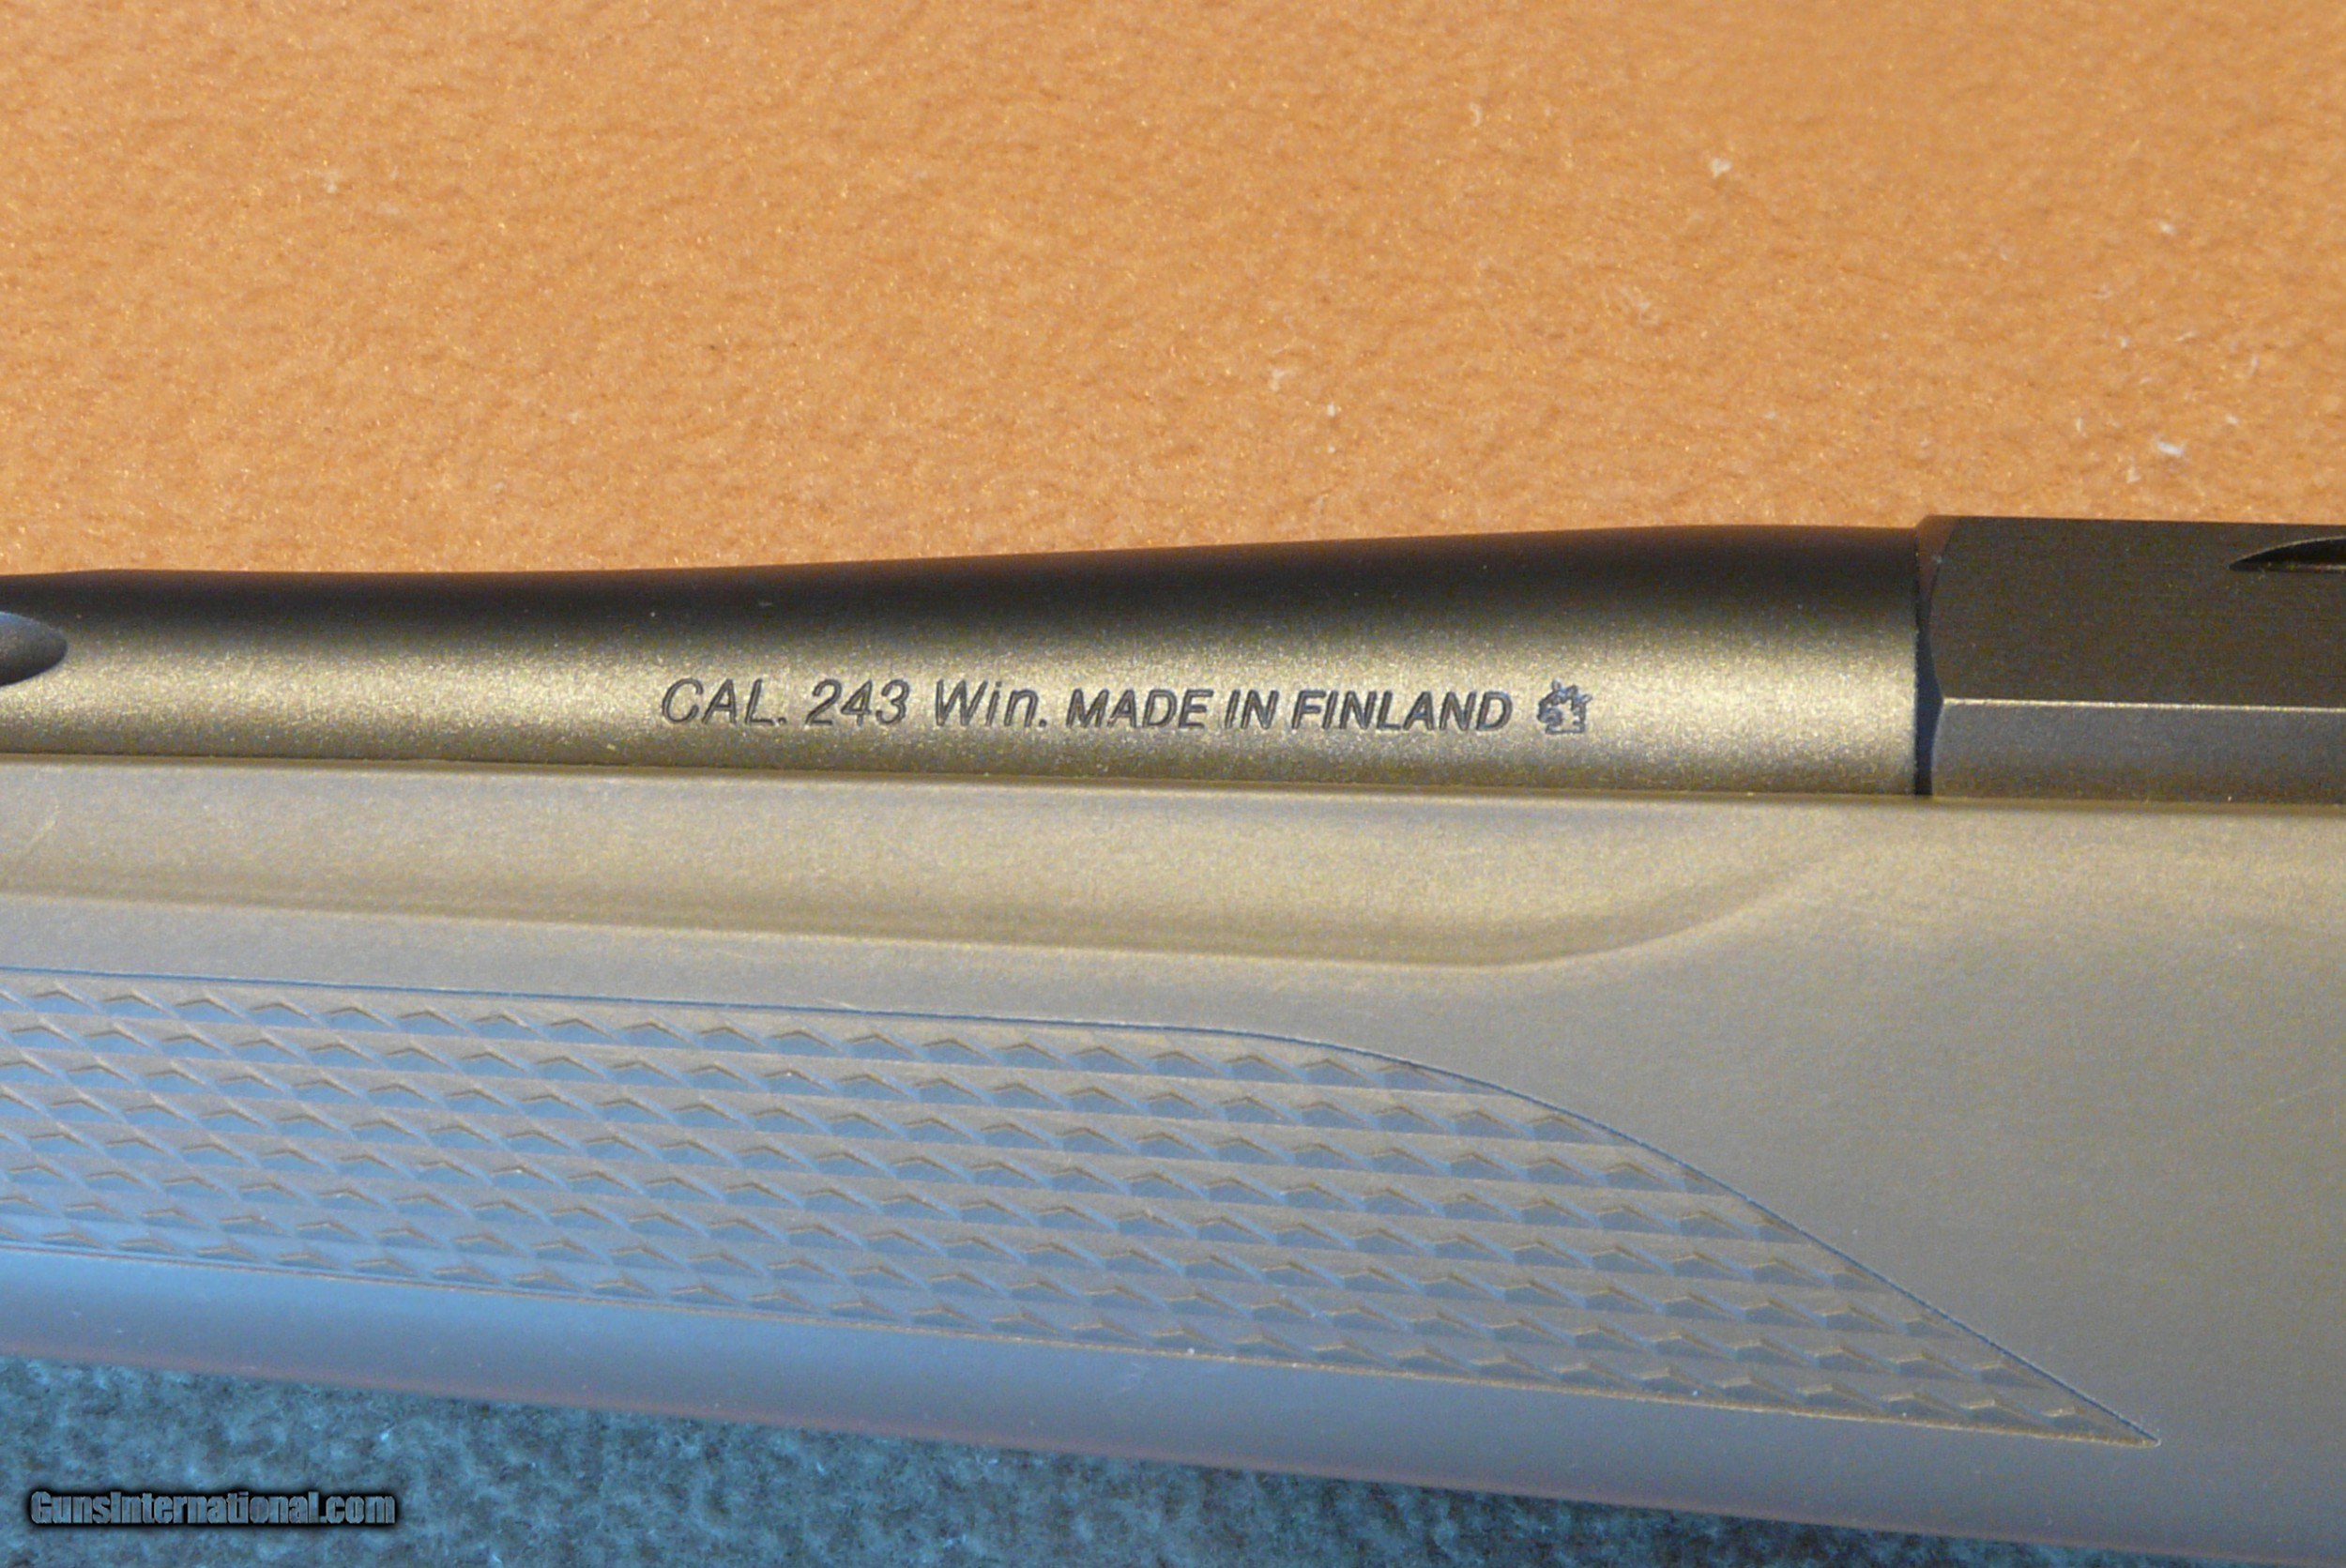 CAL. 243 Win. MADE IN FINLAND
GunsInternational.com